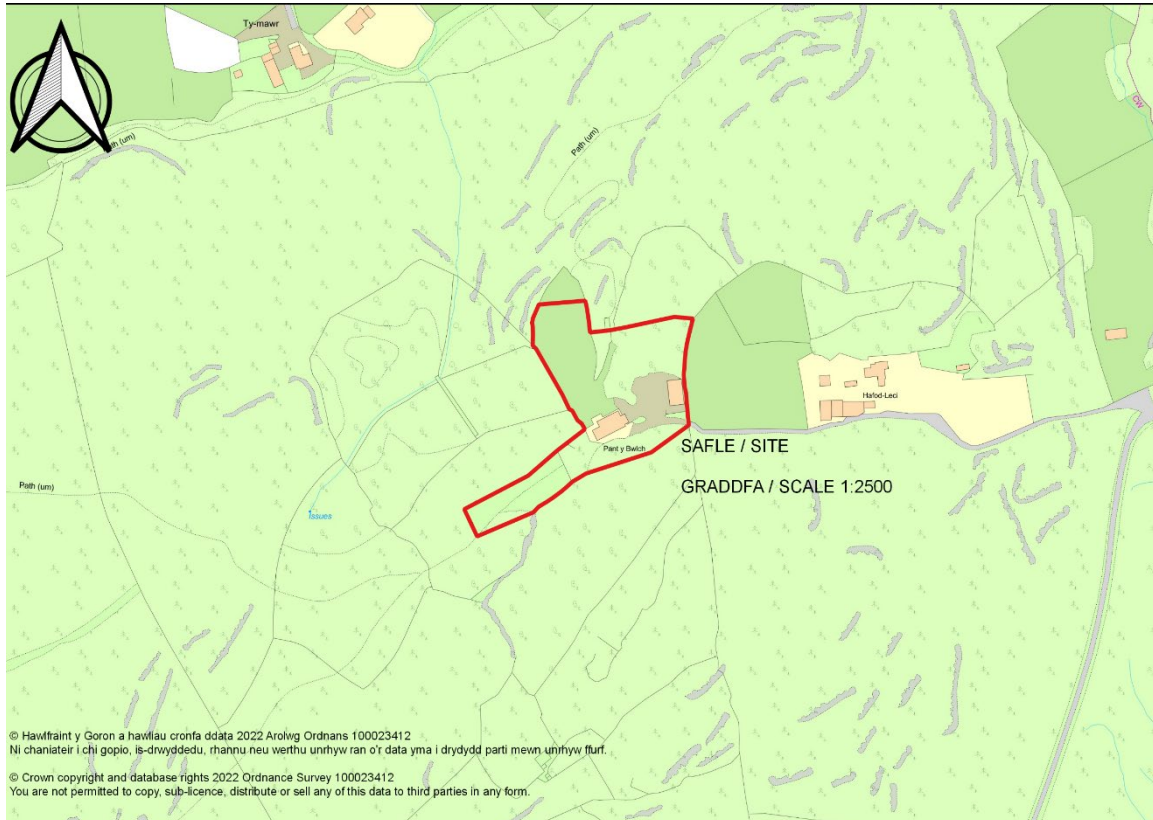 Ty-mawr
CW
Path (um)
Path (um)
Hafod-Leci
Pant y Bwlch
SAFLE / SITE
GRADDFA / SCALE 1:2500
Path (um)
Issues
© Hawlfraint y Goron a hawliau cronfa ddata 2022 Arolwg Ordnans 100023412
Ni chaniateir i chi gopio, is-drwyddedu, rhannu neu werthu unrhyw ran o'r data yma i drydydd parti mewn unrhyw ffurf.
© Crown copyright and database rights 2022 Ordnance Survey 100023412
You are not permitted to copy, sub-licence, distribute or sell any of this data to third parties in any form.